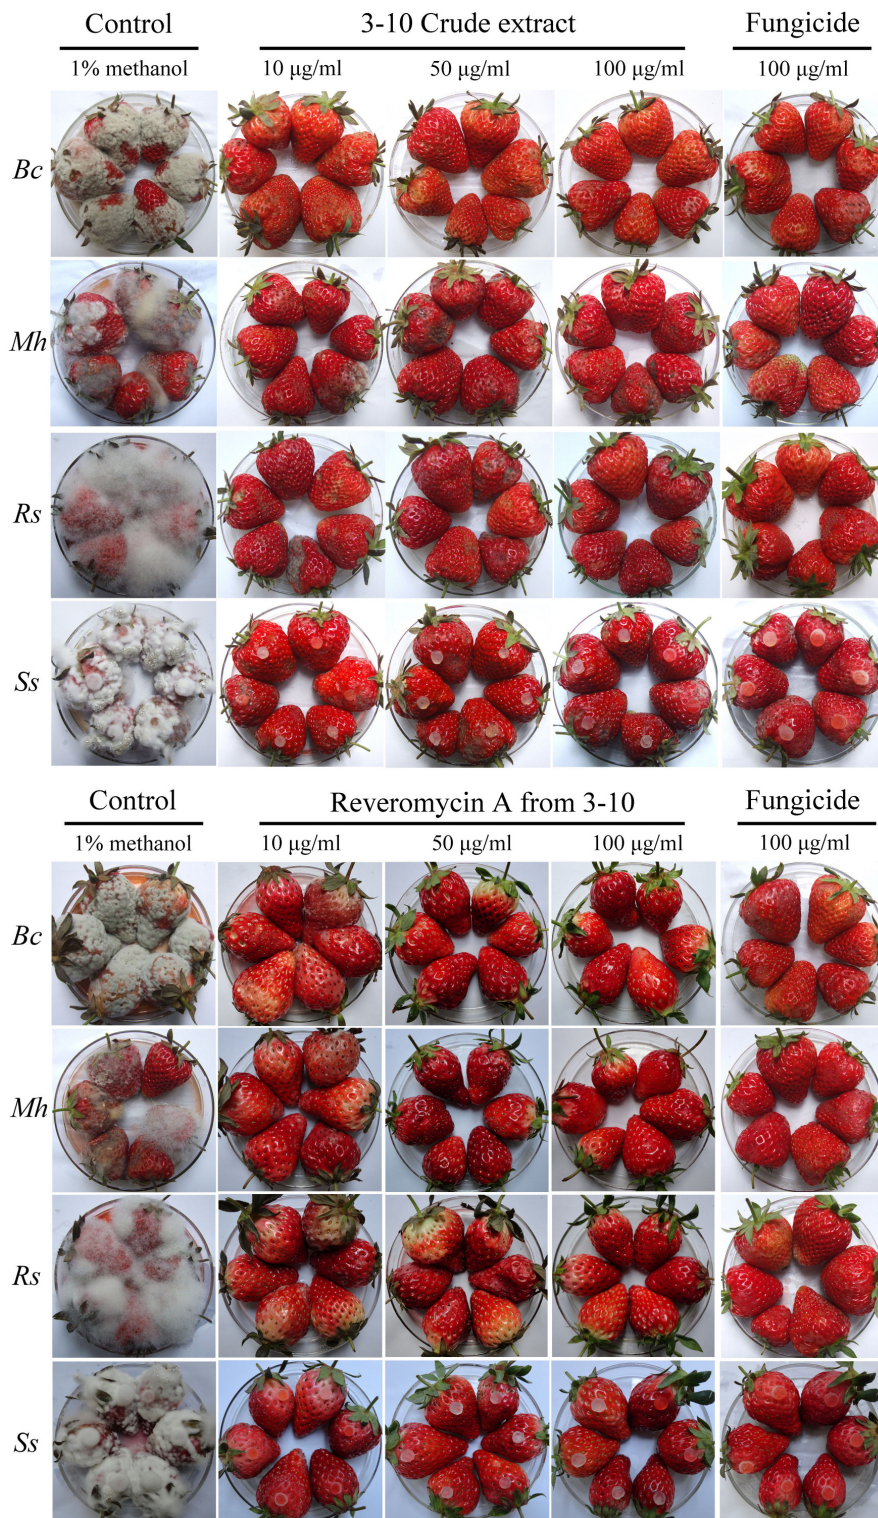 Control 3-10 Crude extract Fungicide
1% methanol 10 μg/ml 50 μg/ml 100 μg/ml 100 μg/ml
Bc
Mh
Rs
Ss
Control Reveromycin A from 3-10 Fungicide
1% methanol 10 μg/ml 50 μg/ml 100 μg/ml 100 μg/ml
Bc
Mh
Rs
Ss